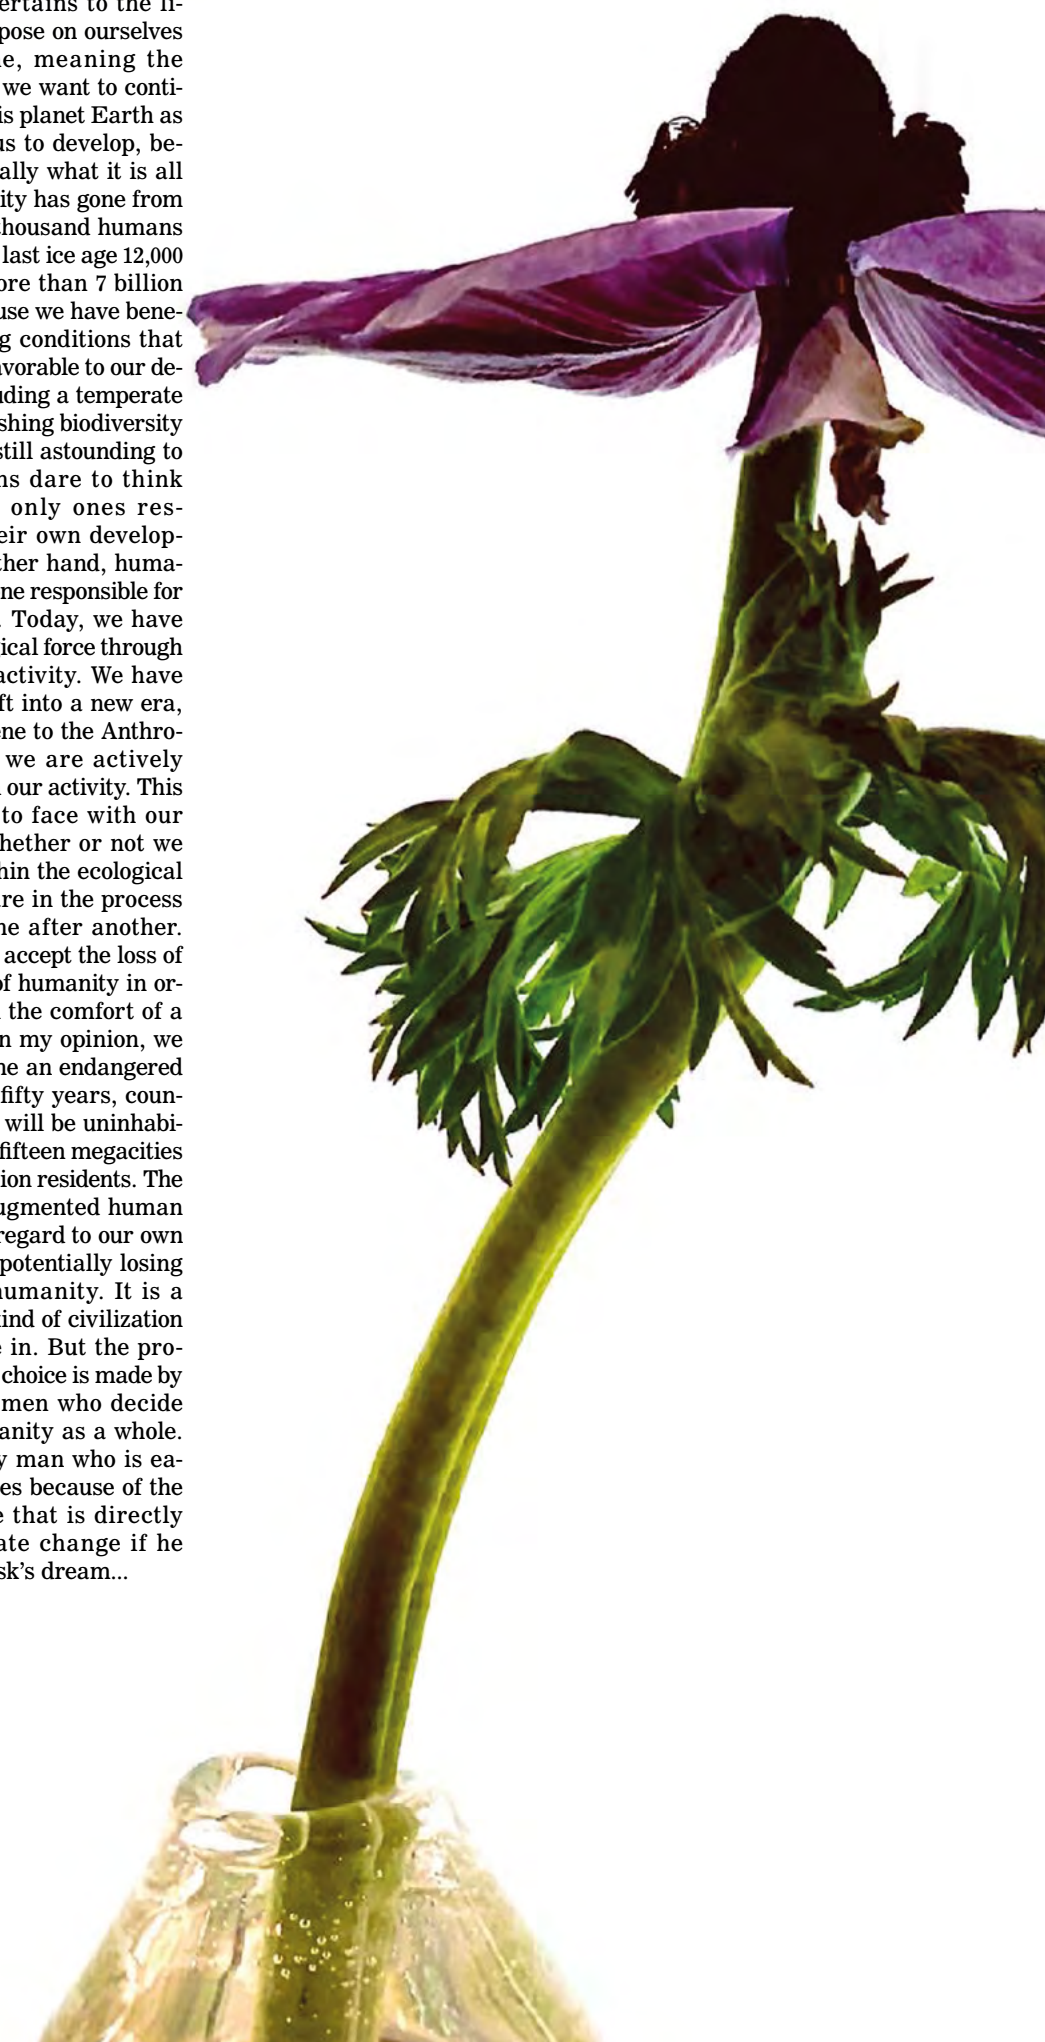 ertains to the li-
pose on ourselves
e, meaning the
we want to conti-
is planet Earth as
us to develop, be-
ally what it is all
ity has gone from
thousand humans
last ice age 12,000
ore than 7 billion
use we have bene-
g conditions that
avorable to our de-
uding a temperate
shing biodiversity
still astounding to
ns dare to think
only ones res-
eir own develop-
ther hand, huma-
ne responsible for
. Today, we have
gical force through
activity. We have
ft into a new era,
ene to the Anthro-
we are actively
our activity. This
to face with our
hether or not we
hin the ecological
are in the process
ne after another.
accept the loss of
of humanity in or-
the comfort of a
n my opinion, we
ne an endangered
fifty years, coun-
will be uninhabi-
fifteen megacities
ion residents. The
ugmented human
regard to our own
potentially losing
humanity. It is a
kind of civilization
e in. But the pro-
choice is made by
men who decide
anity as a whole.
y man who is ea-
es because of the
e that is directly
ate change if he
sk's dream...